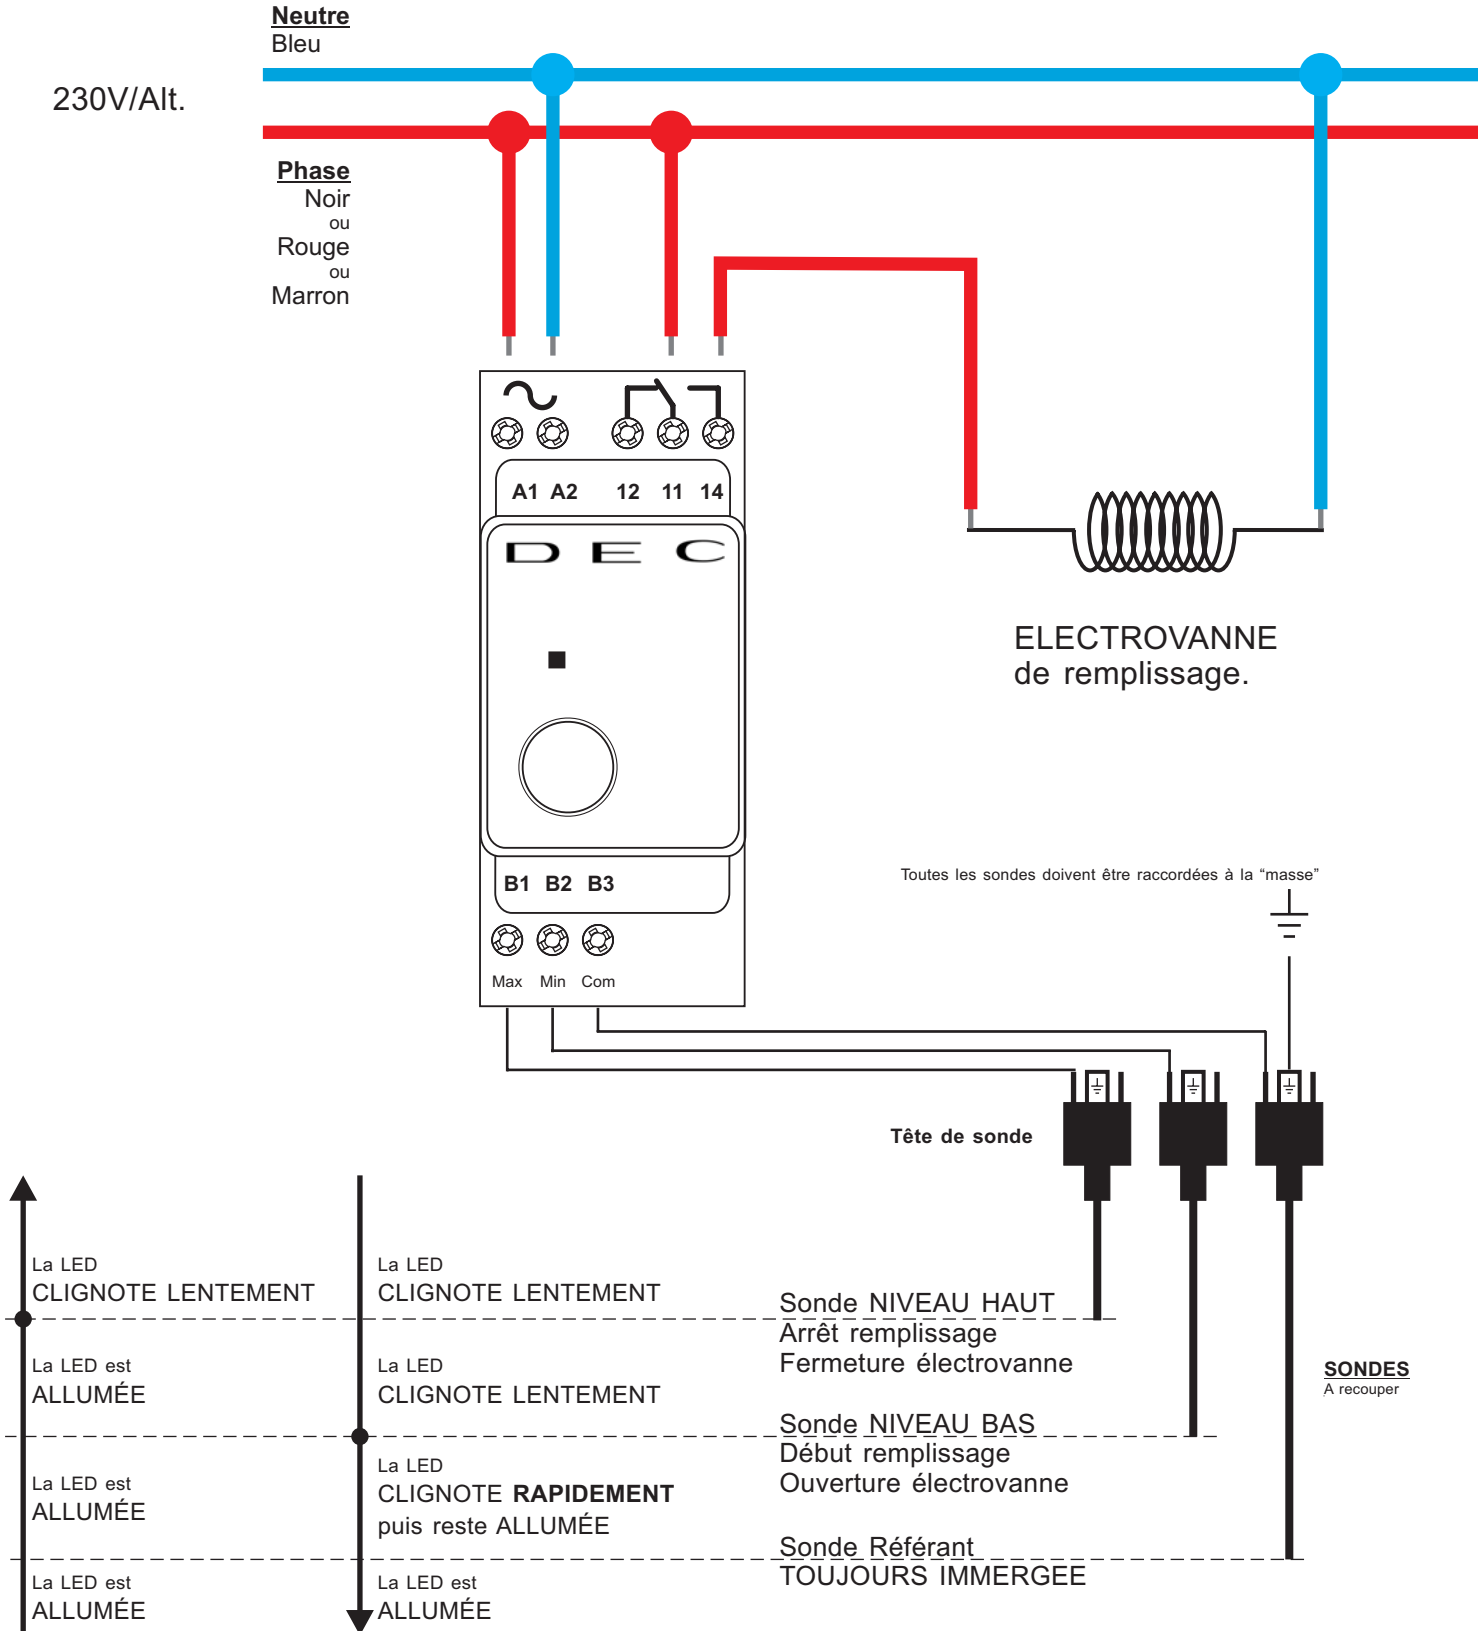 Neutre
Bleu
230V/Alt.
Phase
Noir
ou
Rouge
ou
Marron
A1 A2 12 11 14
D E C
ELECTROVANNE
de remplissage.
B1 B2 B3
Max Min Com
Toutes les sondes doivent être raccordées à la “masse”
Tête de sonde
La LED
CLIGNOTE LENTEMENT
La LED
CLIGNOTE LENTEMENT
Sonde NIVEAU HAUT
Arrêt remplissage
Fermeture électrovanne
La LED est
ALLUMÉE
La LED
CLIGNOTE LENTEMENT
SONDES
A recouper
Sonde NIVEAU BAS
Début remplissage
Ouverture électrovanne
La LED est
ALLUMÉE
La LED
CLIGNOTE RAPIDEMENT
puis reste ALLUMÉE
Sonde Référant
TOUJOURS IMMERGEE
La LED est
ALLUMÉE
La LED est
ALLUMÉE